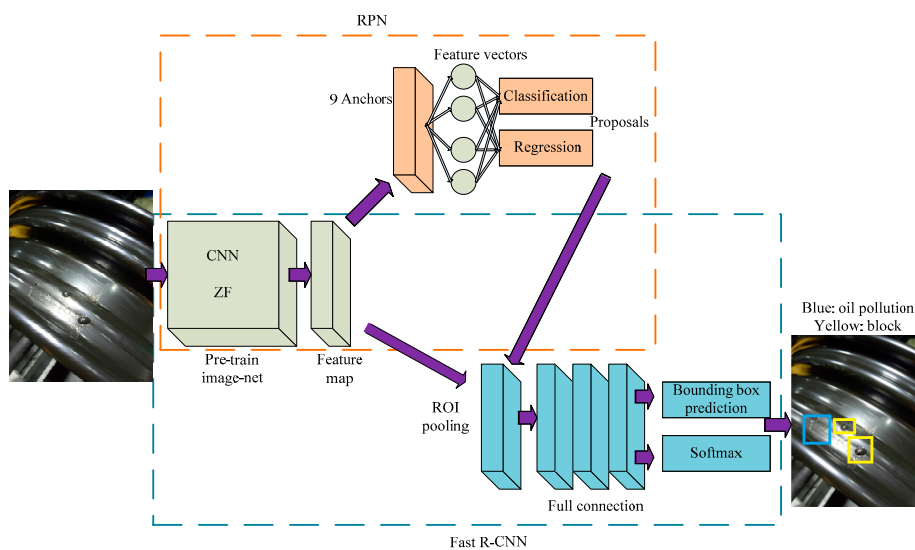 RPN
Feature vectors
9 Anchors
Classification
Proposals
Regression
CNN
ZF
Pre-train
image-net
Feature
map
Blue: oil pollution
Yellow: block
ROI
pooling
Bounding box
prediction
Softmax
Full connection
Fast R-CNN